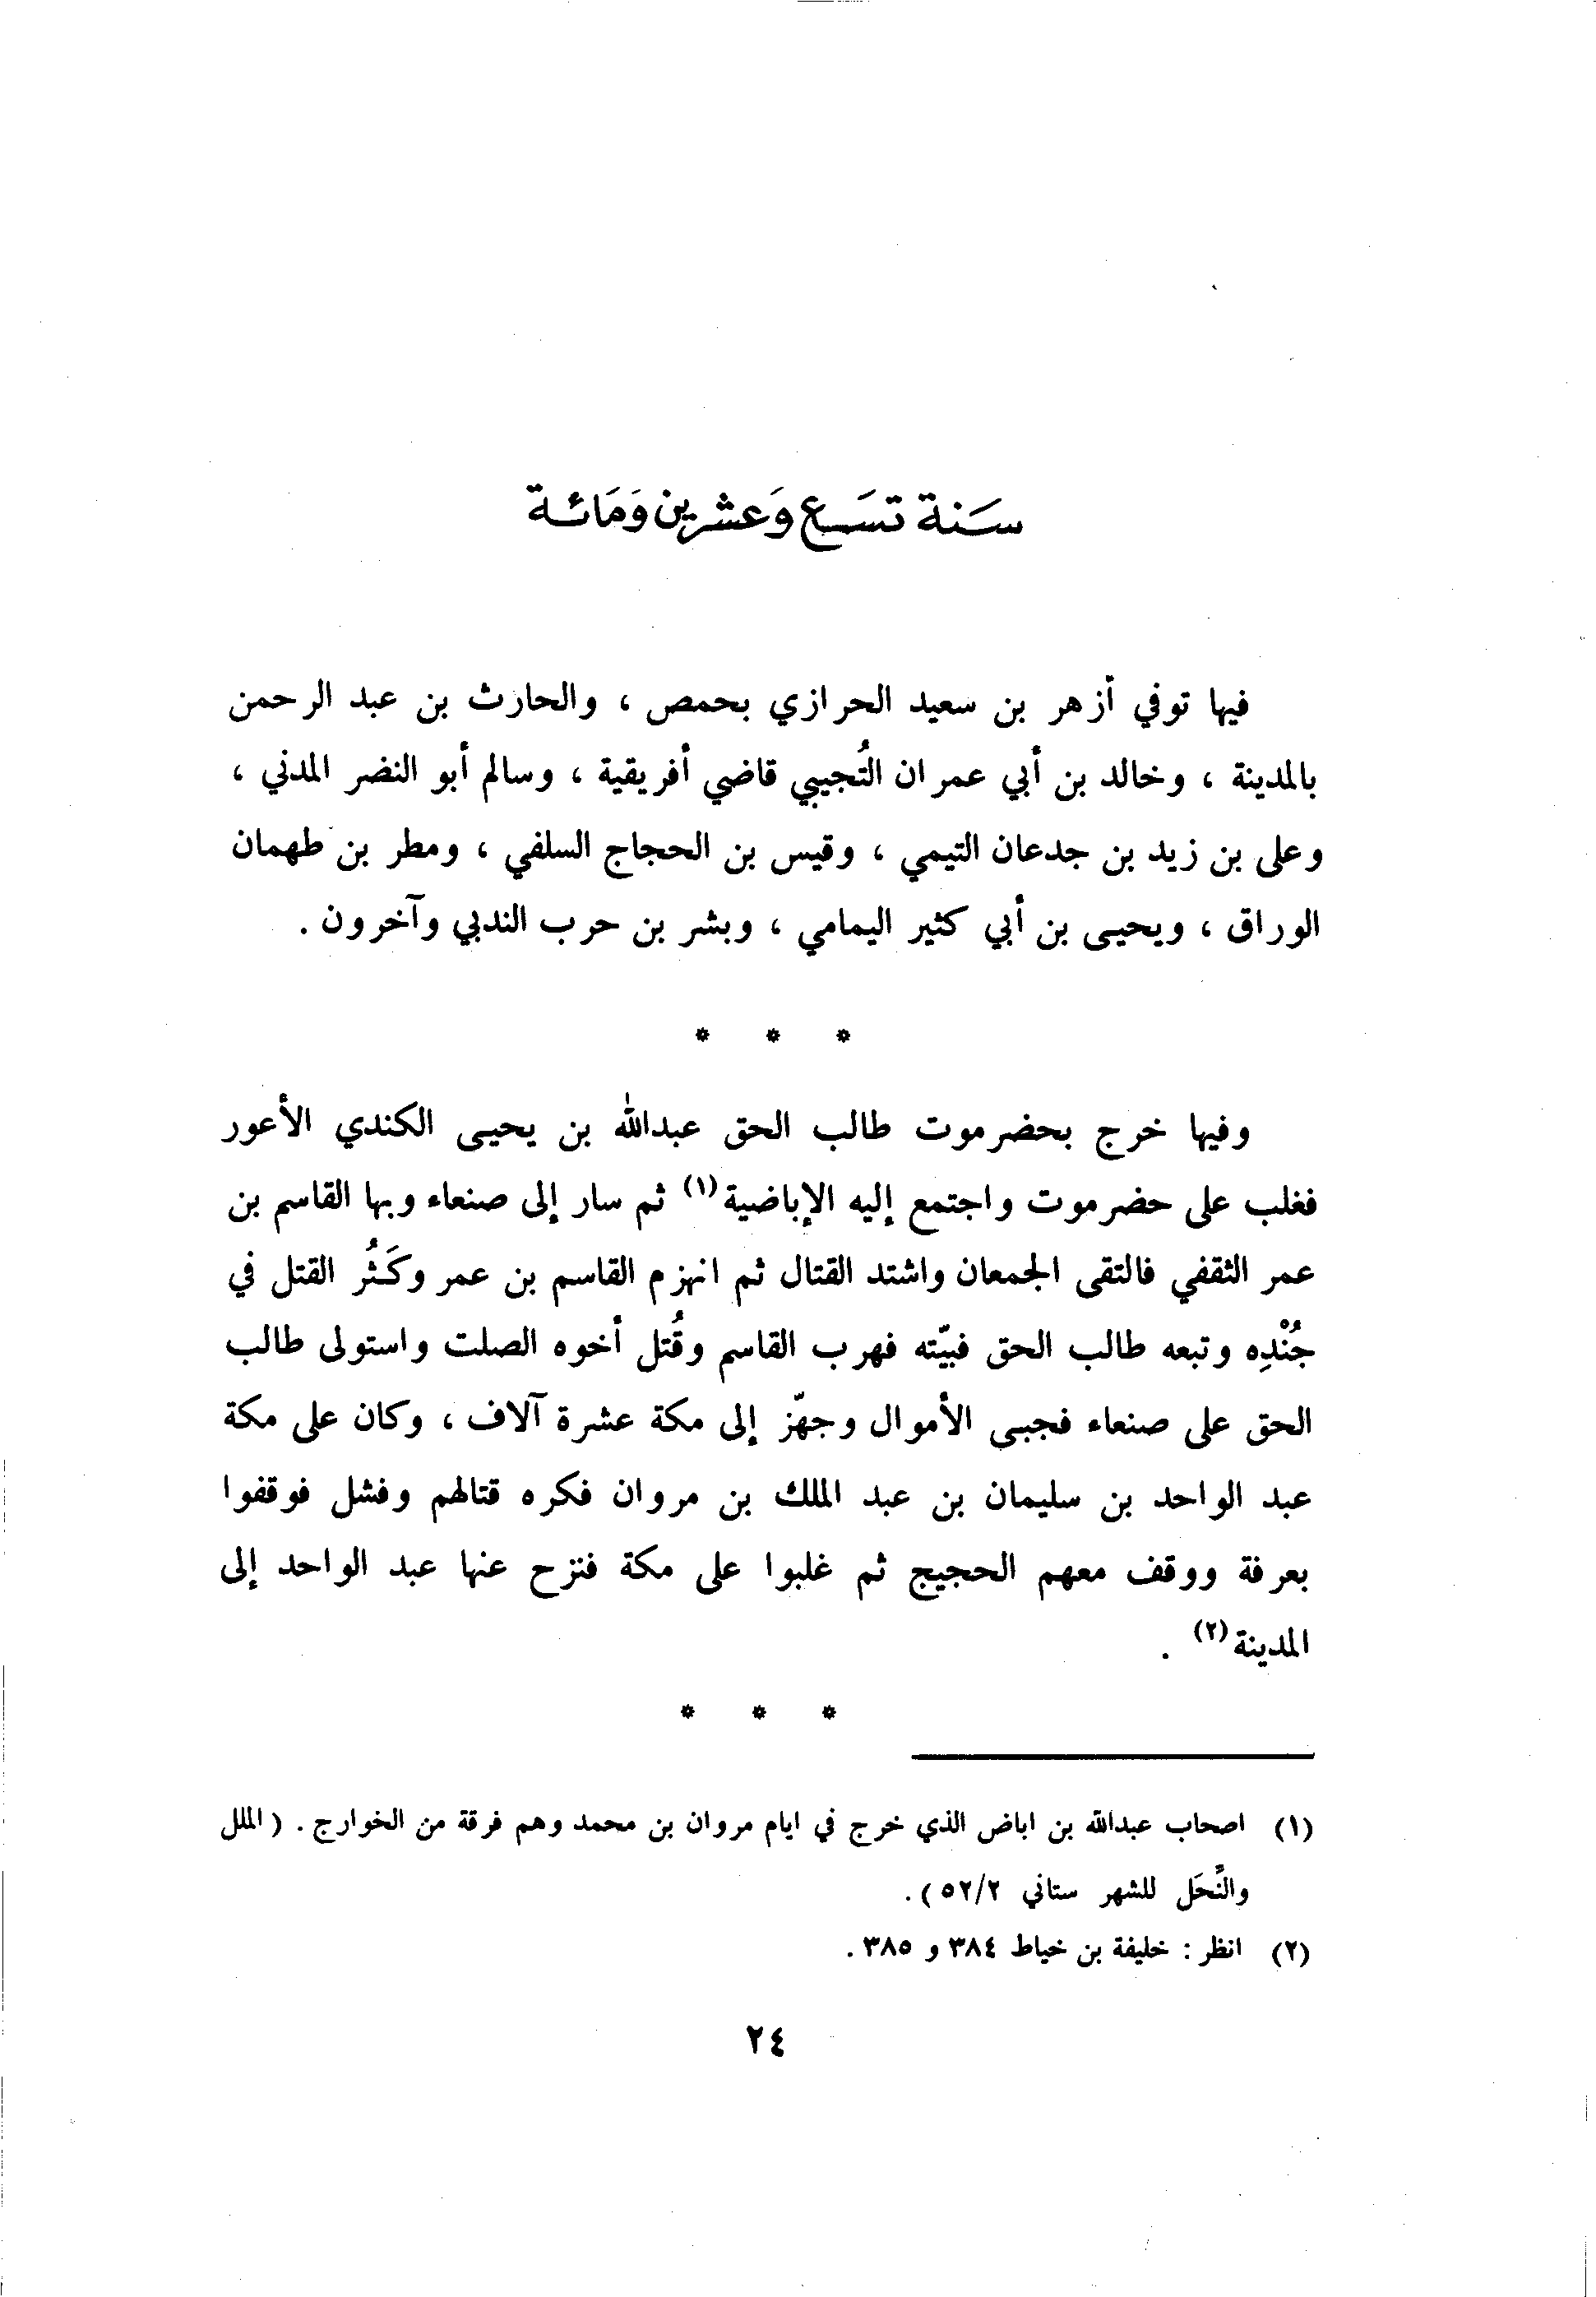 سَنة تسَع وَعشرين وَمَائة
فيها توفي أزهر بن سعيد الحرازي بحمص ، والحارث بن عبد الرحمن
بالمدينة ، وخالد بن أبي عمران التُجيبي قاضي أفريقية ، وسالم أبو النضر المدني ،
وعلى بن زيد بن جدعان التيمي ، وقيس بن الحجاج السلفي ، ومطر بن طهمان
الوراق ، ويحيى بن أبي كثير اليمامي ، وبشر بن حرب الندبي وآخرون .
* * *
وفيها خرج بحضرموت طالب الحق عبدالله بن يحيى الكندي الأعور
فغلب على حضرموت واجتمع إليه الإباضية(١) ثم سار إلى صنعاء وبها القاسم بن
عمر الثقفي فالتقى الجمعان واشتد القتال ثم انهزم القاسم بن عمر وكَثُر القتل في
جُنْدِه وتبعه طالب الحق فبيّته فهرب القاسم وقُتل أخوه الصلت واستولى طالب
الحق على صنعاء فجبى الأموال وجهّز إلى مكة عشرة آلاف ، وكان على مكة
عبد الواحد بن سليمان بن عبد الملك بن مروان فكره قتالهم وفشل فوقفوا
بعرفة ووقف معهم الحجيج ثم غلبوا على مكة فنزح عنها عبد الواحد إلى
المدينة(٢) .
* * *
(١) اصحاب عبدالله بن اباض الذي خرج في ايام مروان بن محمد وهم فرقة من الخوارج . ( الملل
والنِّحَل للشهر ستاني ٥٢/٢ ) .
(٢) انظر : خليفة بن خياط ٣٨٤ و ٣٨٥ .
٢٤